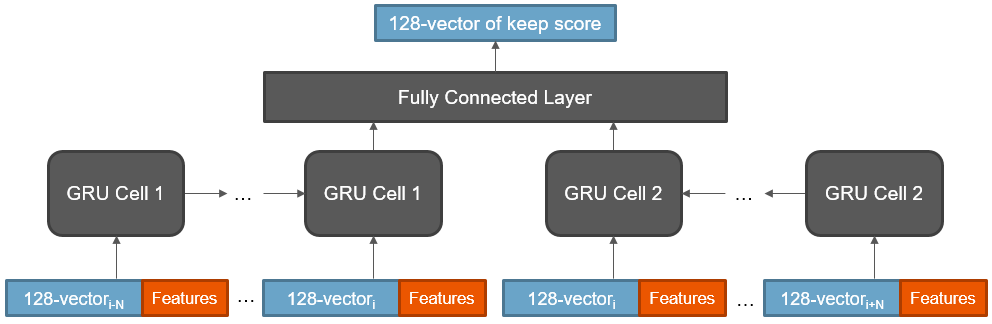 128-vector of keep score
Fully Connected Layer
GRU Cell 1 ... GRU Cell 1 GRU Cell 2 ... GRU Cell 2
128-vectori-N Features ... 128-vectori Features 128-vectori Features ... 128-vectori+N Features